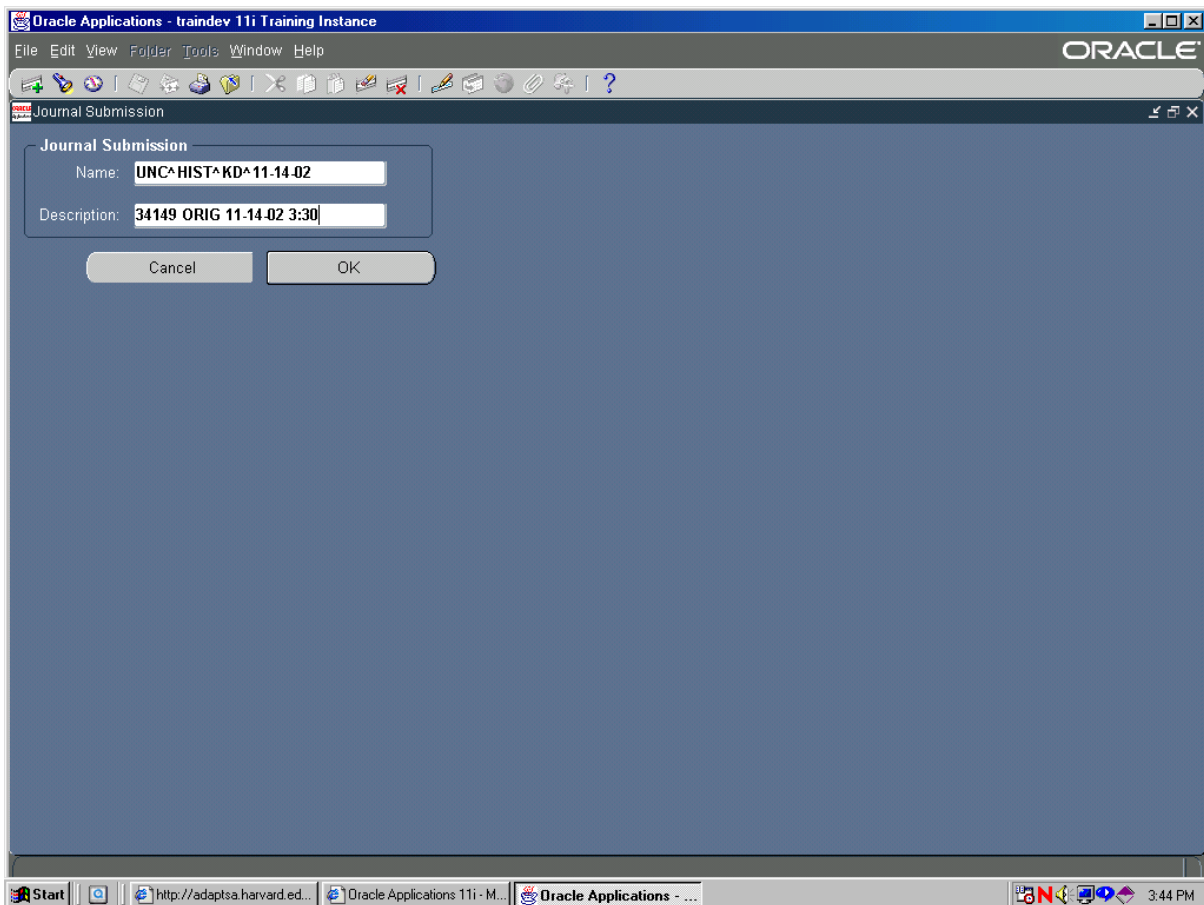 Oracle Applications - traindev 11i Training Instance
File Edit View Folder Tools Window Help
ORACLE
Journal Submission
Journal Submission
Name: UNC^HIST^KD^11-14-02
Description: 34149 ORIG 11-14-02 3:30
Cancel OK
Start http://adaptsa.harvard.ed... Oracle Applications 11i - M... Oracle Applications - ... 3:44 PM